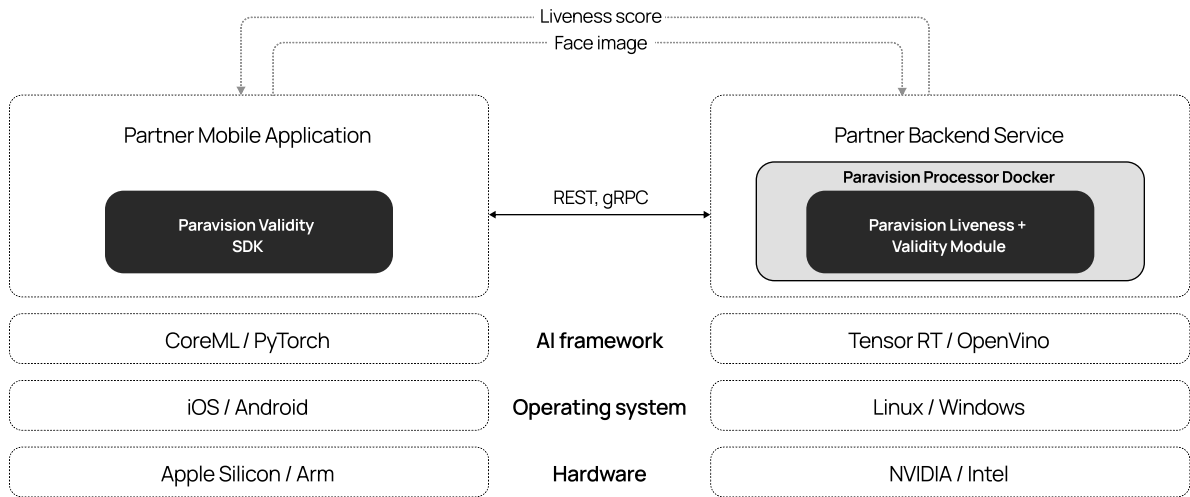 Liveness score
Face image
Partner Mobile Application
Partner Backend Service
Paravision Processor Docker
REST, gRPC
Paravision Validity
SDK
Paravision Liveness +
Validity Module
CoreML / PyTorch
AI framework
Tensor RT / OpenVino
iOS / Android
Operating system
Linux / Windows
Apple Silicon / Arm
Hardware
NVIDIA / Intel